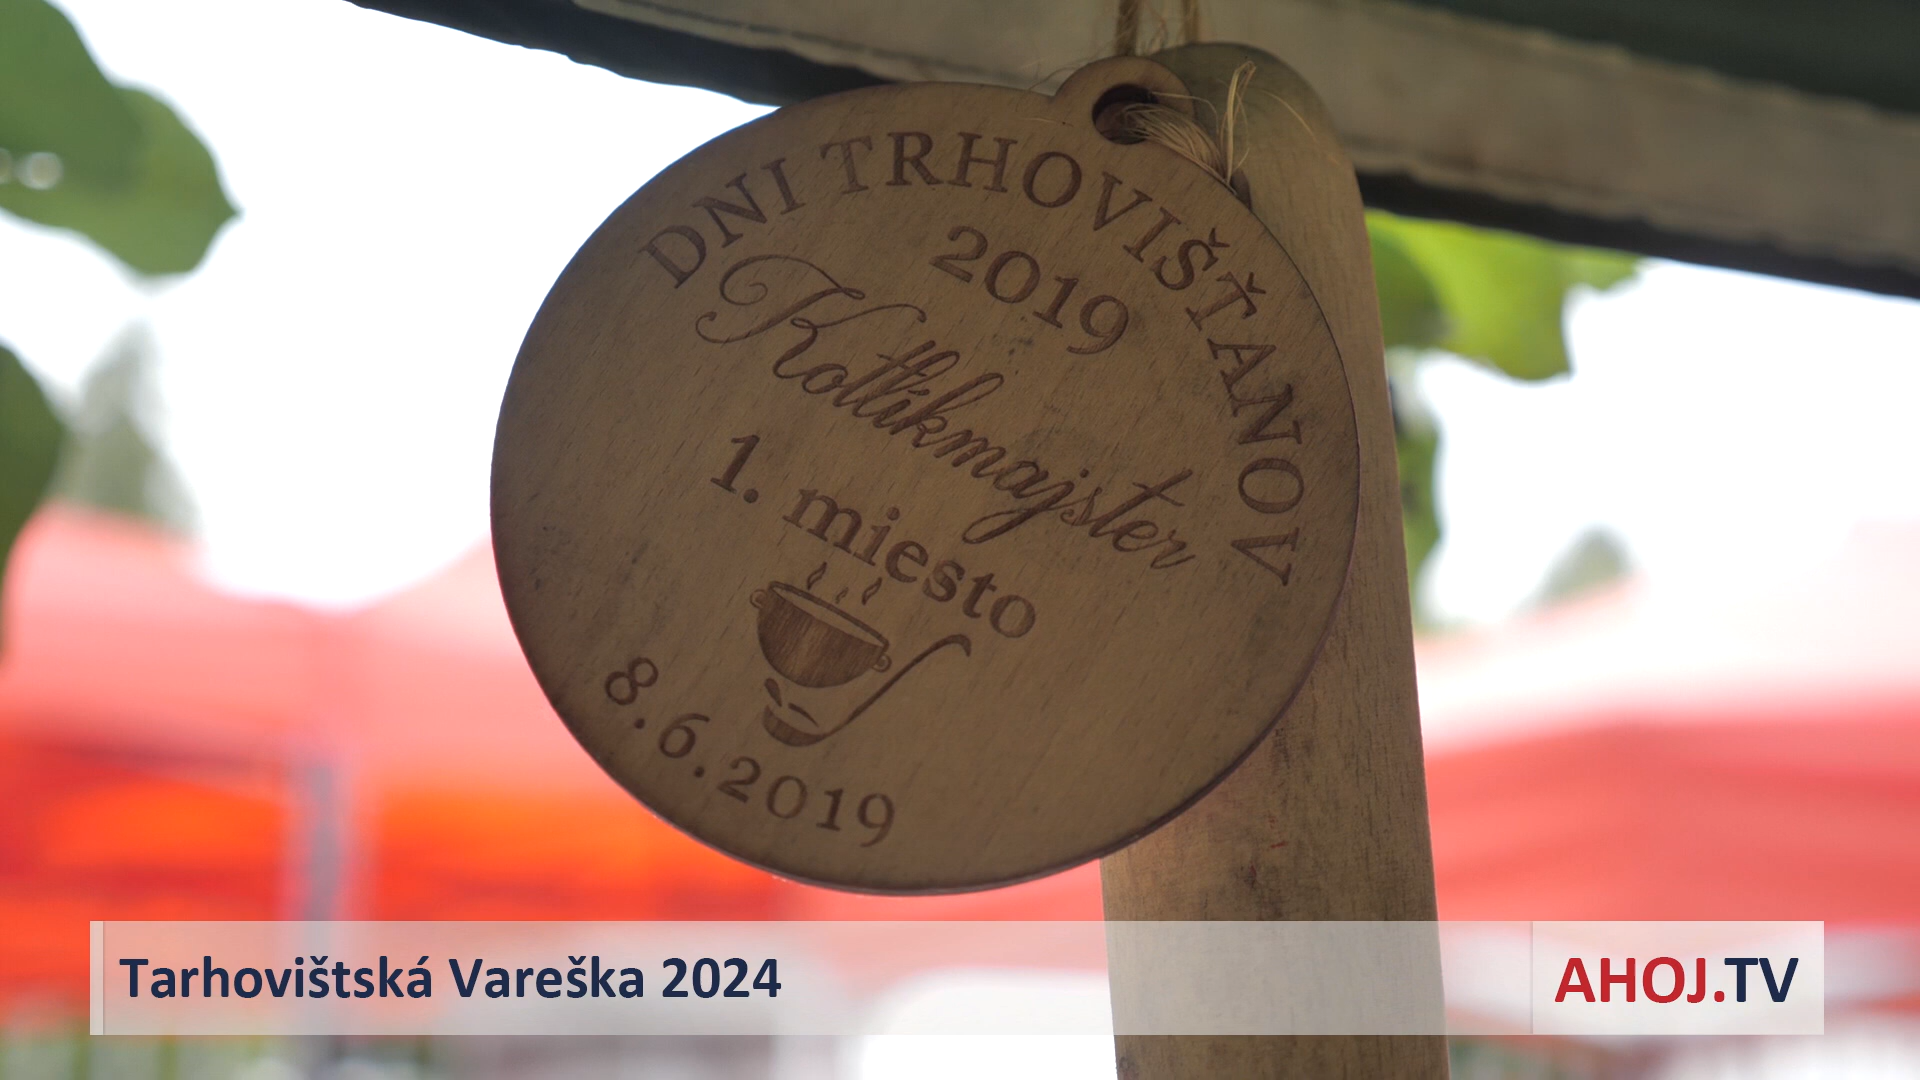 DNI TRHOVIŠŤANOV
2019
Kotlíkmajster
1. miesto
8.6.2019
Tarhovištská Vareška 2024
AHOJ.TV